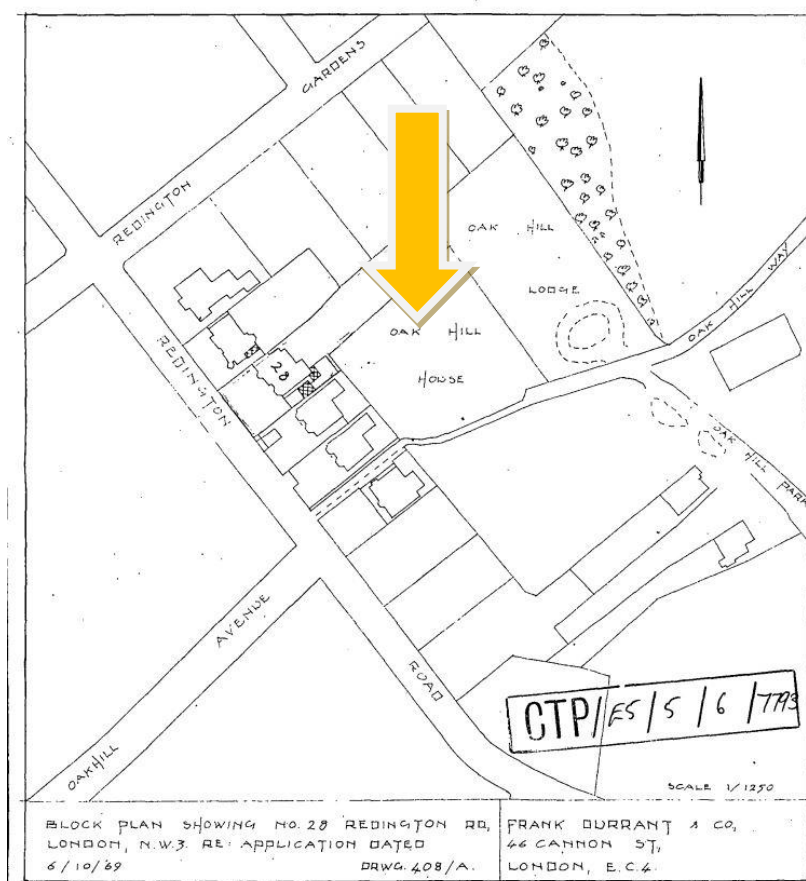 GARDENS
REDINGTON
OAK HILL
LODGE
OAK HILL WAY
OAK HILL
HOUSE
REDINGTON
28
OAK HILL PARK
AVENUE
ROAD
OAKHILL
CTP/E5/5/6/7793
SCALE 1/1250
BLOCK PLAN SHOWING NO. 28 REDINGTON RD,
LONDON, N.W.3. RE: APPLICATION DATED
6/10/69 DRWG. 408/A.
FRANK DURRANT & CO,
46 CANNON ST,
LONDON, E.C.4.